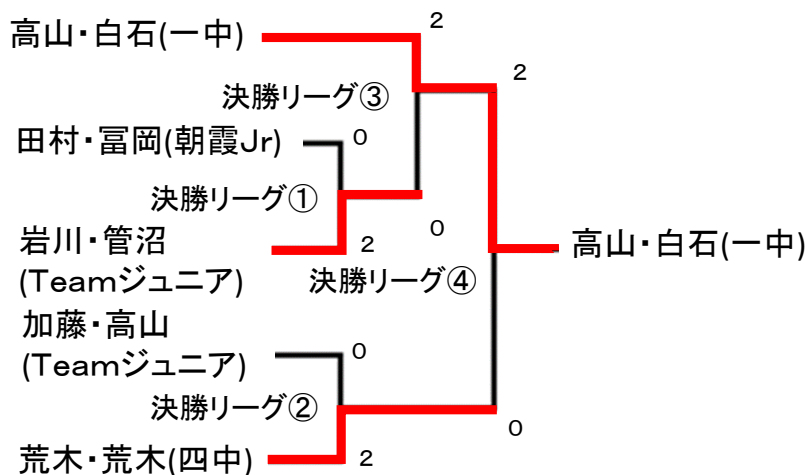 高山・白石(一中)
2
2
決勝リーグ③
田村・冨岡(朝霞Jr)
0
決勝リーグ①
0
岩川・管沼
(Teamジュニア)
2
高山・白石(一中)
決勝リーグ④
加藤・高山
(Teamジュニア)
0
決勝リーグ②
0
荒木・荒木(四中)
2